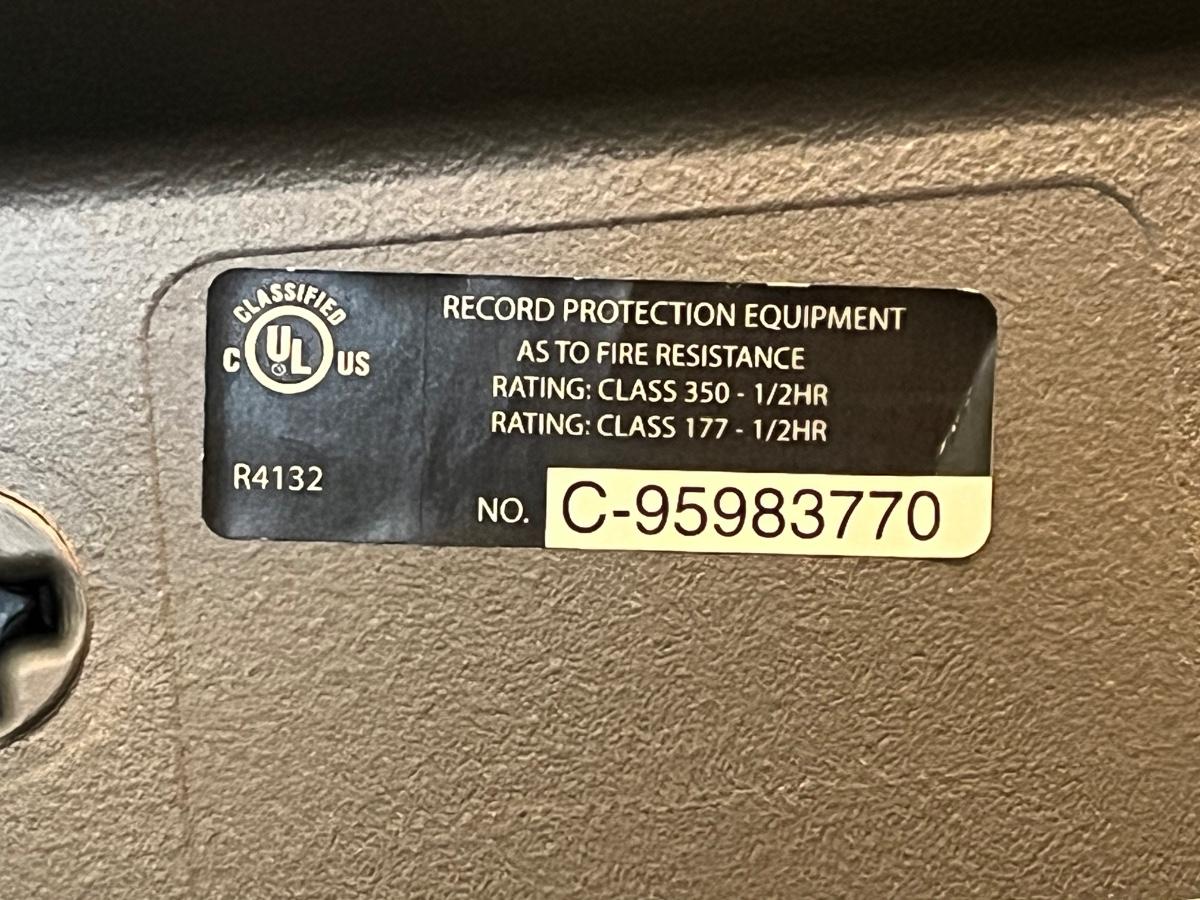 CLASSIFIED
C UL US
RECORD PROTECTION EQUIPMENT
AS TO FIRE RESISTANCE
RATING: CLASS 350 - 1/2HR
RATING: CLASS 177 - 1/2HR
R4132
NO. C-95983770